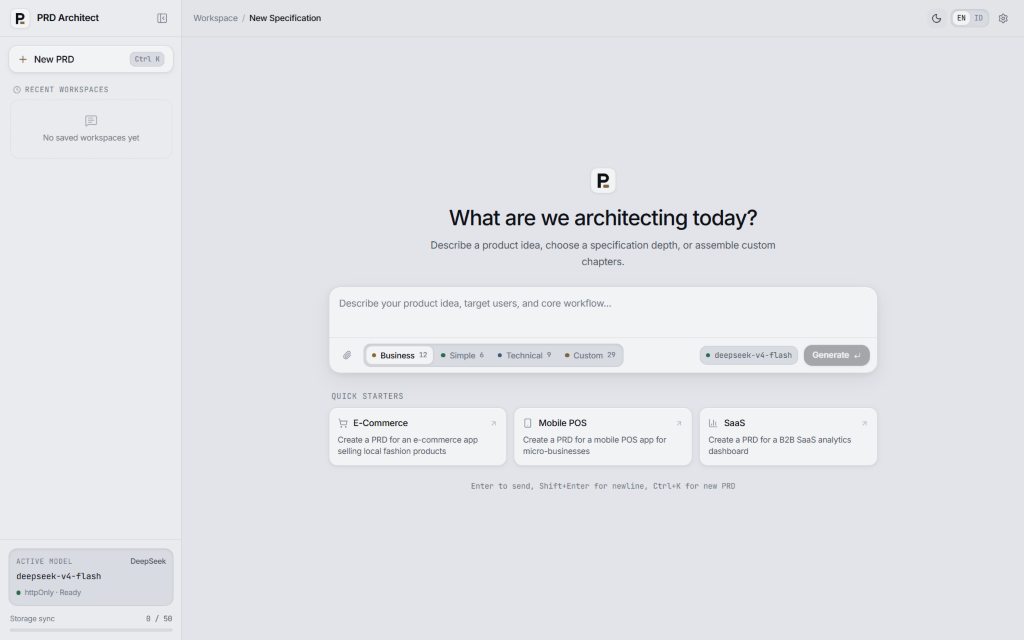 P. PRD Architect
Workspace / New Specification
EN ID
+ New PRD Ctrl K
RECENT WORKSPACES
No saved workspaces yet
P.
What are we architecting today?
Describe a product idea, choose a specification depth, or assemble custom
chapters.
Describe your product idea, target users, and core workflow...
Business 12 Simple 6 Technical 9 Custom 29
deepseek-v4-flash Generate ↵
QUICK STARTERS
E-Commerce
Create a PRD for an e-commerce app
selling local fashion products
Mobile POS
Create a PRD for a mobile POS app for
micro-businesses
SaaS
Create a PRD for a B2B SaaS analytics
dashboard
Enter to send, Shift+Enter for newline, Ctrl+K for new PRD
ACTIVE MODEL DeepSeek
deepseek-v4-flash
httpOnly · Ready
Storage sync 0 / 50